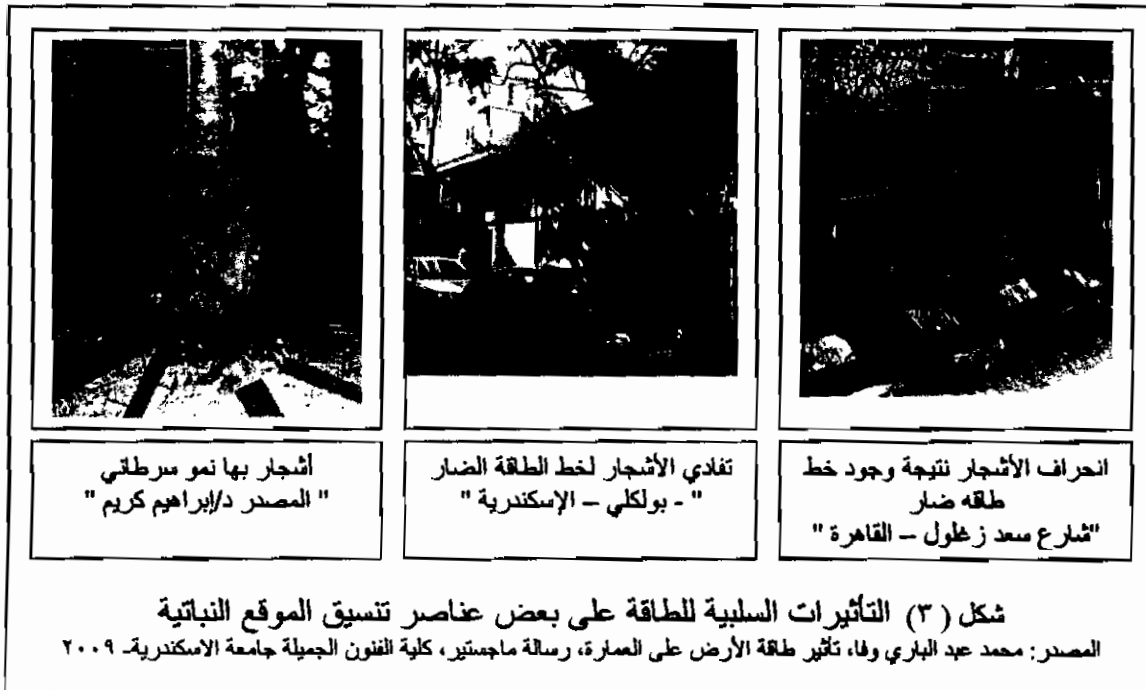 انحراف الأشجار نتيجة وجود خط
طاقه ضار
"شارع سعد زغلول – القاهرة "
تفادي الأشجار لخط الطاقة الضار
" - بولكلي – الإسكندرية "
أشجار بها نمو سرطاني
" المصدر د/إبراهيم كريم "
شكل ( ٣ ) التأثيرات السلبية للطاقة على بعض عناصر تنسيق الموقع النباتية
المصدر: محمد عبد الباري وفا، تأثير طاقة الأرض على العمارة، رسالة ماجستير، كلية الفنون الجميلة جامعة الاسكندرية- ٢٠٠٩